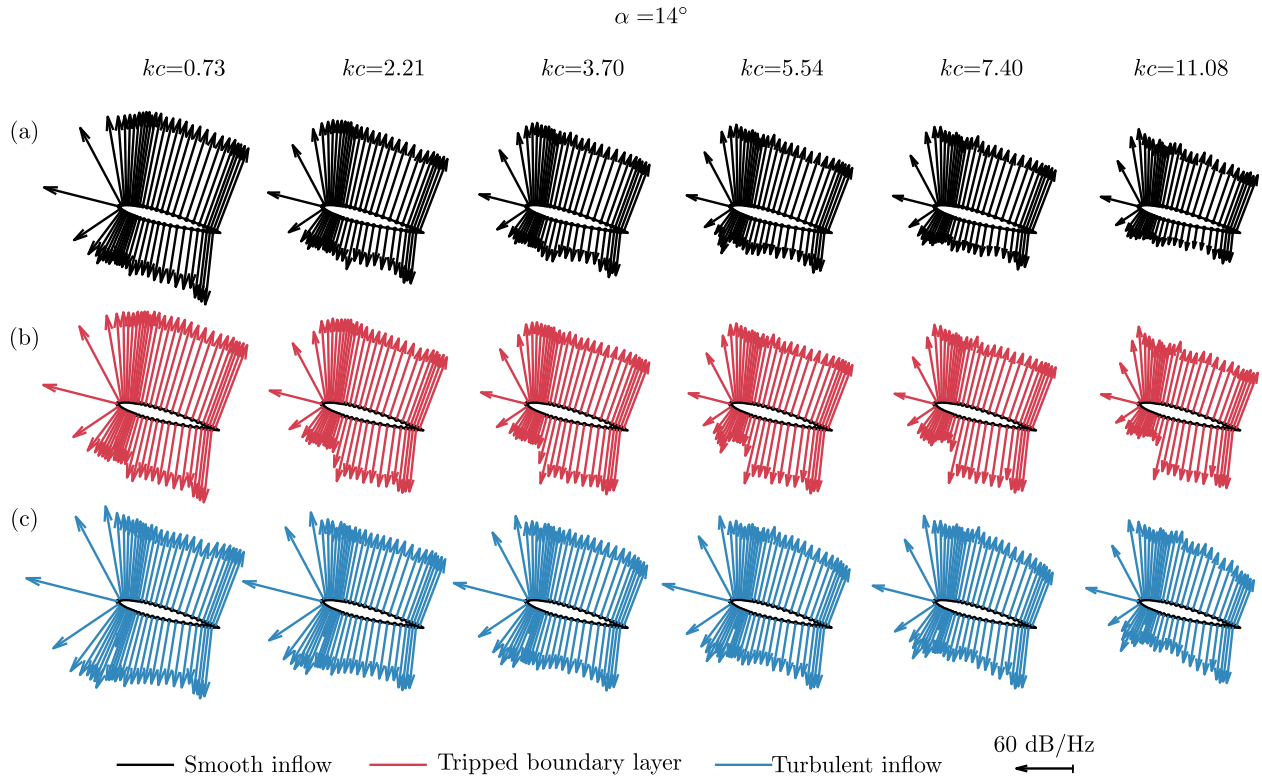 α =14°
kc=0.73 kc=2.21 kc=3.70 kc=5.54 kc=7.40 kc=11.08
(a)
(b)
(c)
60 dB/Hz
Smooth inflow Tripped boundary layer Turbulent inflow